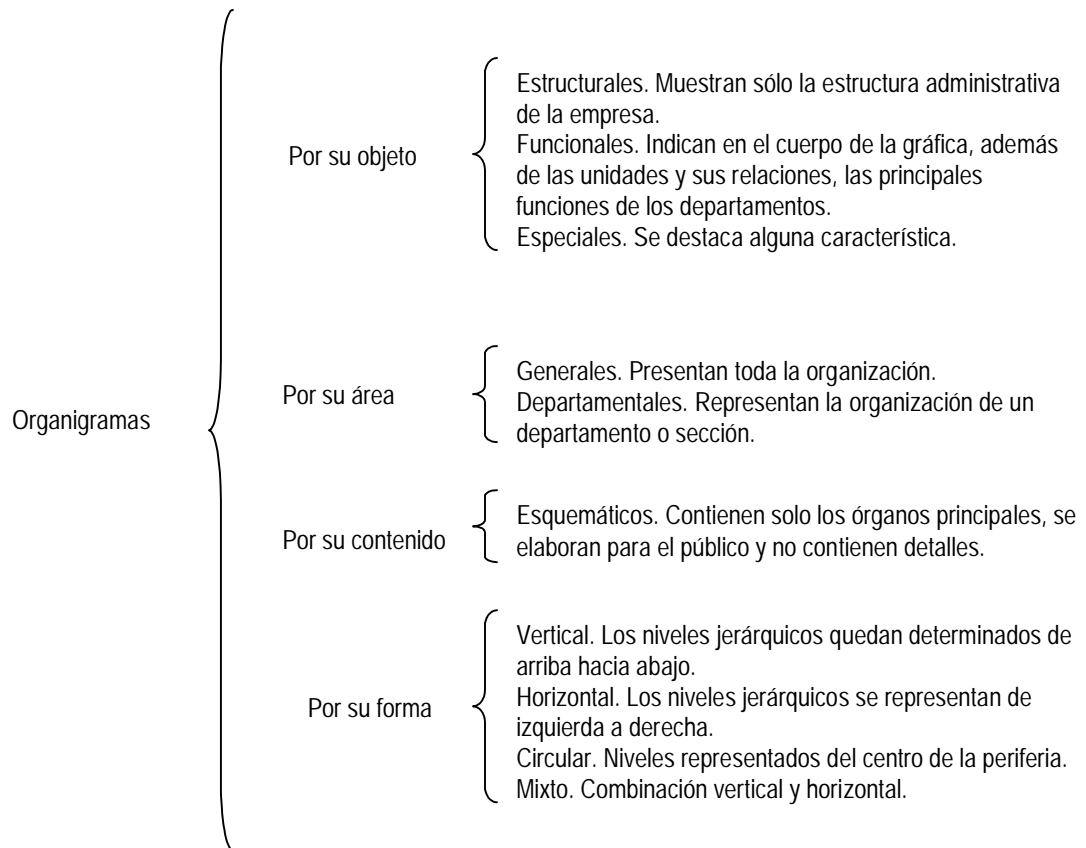 Organigramas
Por su objeto
Estructurales. Muestran sólo la estructura administrativa
de la empresa.
Funcionales. Indican en el cuerpo de la gráfica, además
de las unidades y sus relaciones, las principales
funciones de los departamentos.
Especiales. Se destaca alguna característica.
Por su área
Generales. Presentan toda la organización.
Departamentales. Representan la organización de un
departamento o sección.
Por su contenido
Esquemáticos. Contienen solo los órganos principales, se
elaboran para el público y no contienen detalles.
Por su forma
Vertical. Los niveles jerárquicos quedan determinados de
arriba hacia abajo.
Horizontal. Los niveles jerárquicos se representan de
izquierda a derecha.
Circular. Niveles representados del centro de la periferia.
Mixto. Combinación vertical y horizontal.